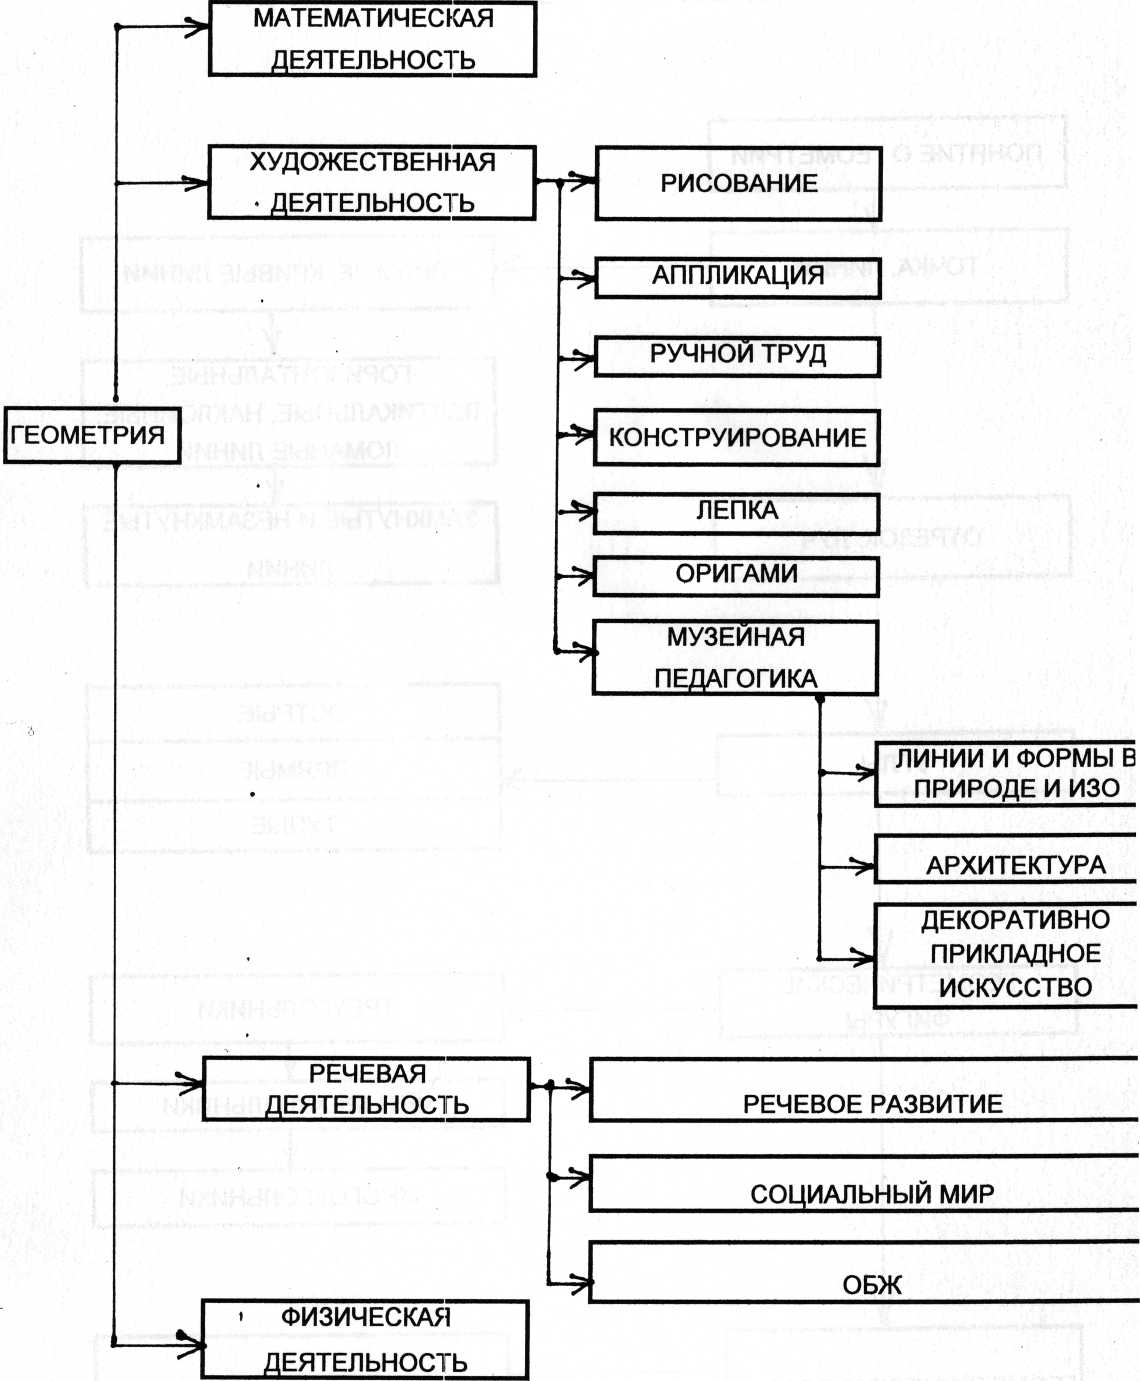 МАТЕМАТИЧЕСКАЯ
ДЕЯТЕЛЬНОСТЬ
ХУДОЖЕСТВЕННАЯ
ДЕЯТЕЛЬНОСТЬ
РИСОВАНИЕ
АППЛИКАЦИЯ
РУЧНОЙ ТРУД
ГЕОМЕТРИЯ
КОНСТРУИРОВАНИЕ
ЛЕПКА
ОРИГАМИ
МУЗЕЙНАЯ
ПЕДАГОГИКА
ЛИНИИ И ФОРМЫ В
ПРИРОДЕ И ИЗО
АРХИТЕКТУРА
ДЕКОРАТИВНО
ПРИКЛАДНОЕ
ИСКУССТВО
РЕЧЕВАЯ
ДЕЯТЕЛЬНОСТЬ
РЕЧЕВОЕ РАЗВИТИЕ
СОЦИАЛЬНЫЙ МИР
ОБЖ
ФИЗИЧЕСКАЯ
ДЕЯТЕЛЬНОСТЬ